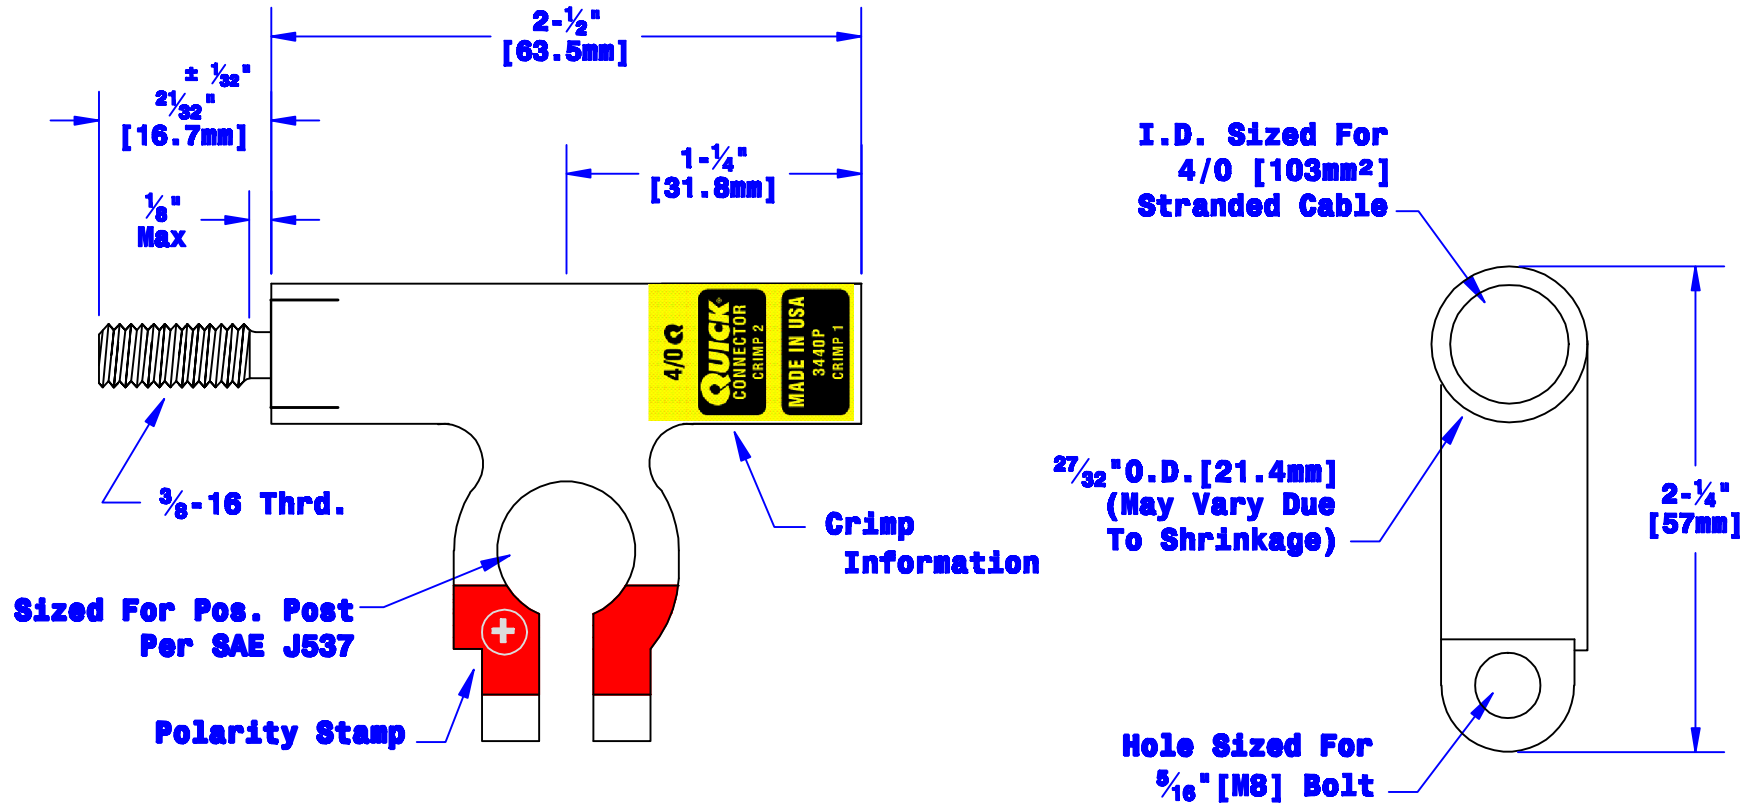 2-½"
[63.5mm]
± 1/32"
21/32"
[16.7mm]
1-¼"
[31.8mm]
⅛"
Max
I.D. Sized For
4/0 [103mm²]
Stranded Cable
4/0 Q
QUICK®
CONNECTOR
CRIMP 2
MADE IN USA
3440P
CRIMP 1
⅜-16 Thrd.
27/32"O.D.[21.4mm]
(May Vary Due
To Shrinkage)
2-¼"
[57mm]
Crimp
Information
Sized For Pos. Post
Per SAE J537
+
Polarity Stamp
Hole Sized For
5/16"[M8] Bolt